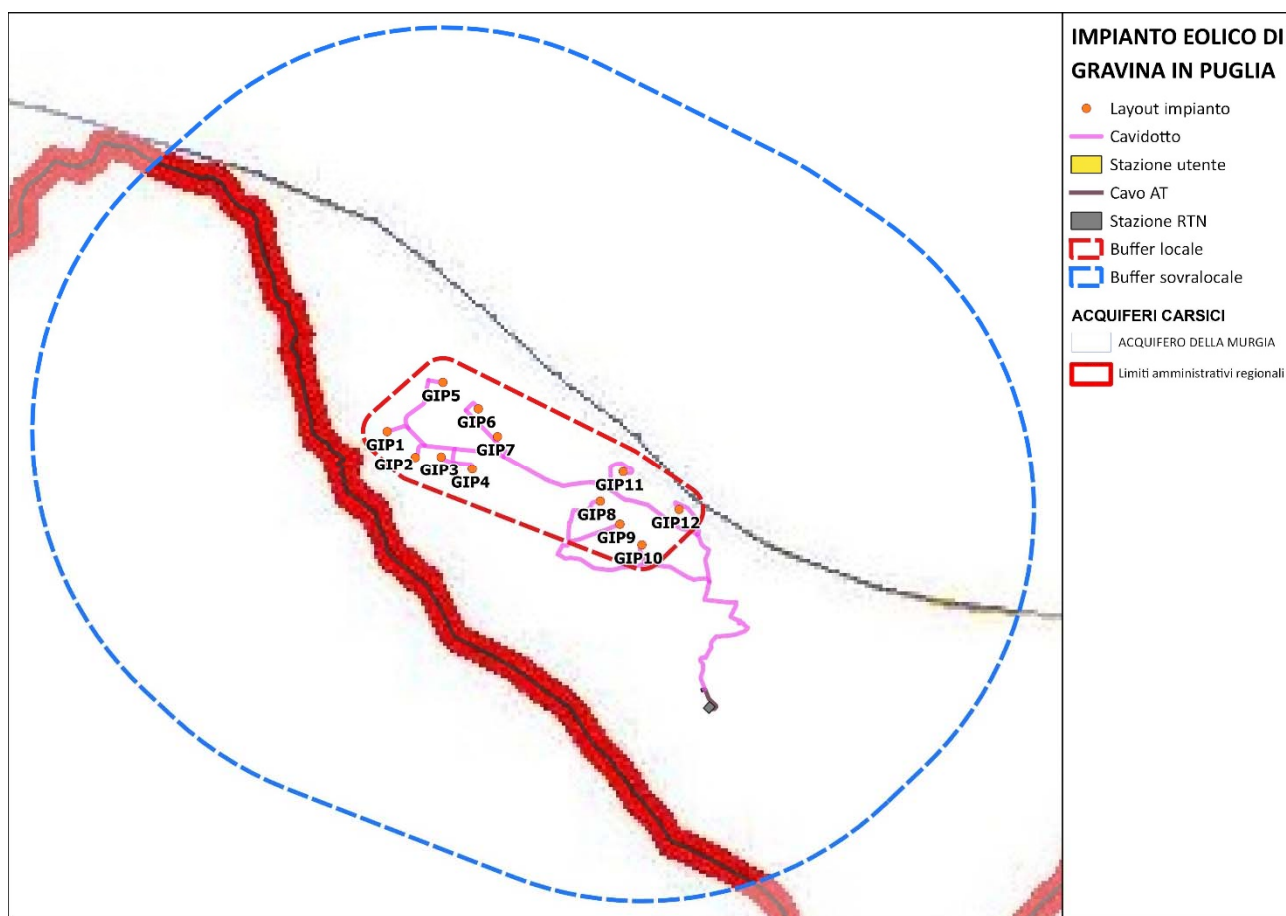 IMPIANTO EOLICO DI
GRAVINA IN PUGLIA
Layout impianto
Cavidotto
Stazione utente
Cavo AT
Stazione RTN
Buffer locale
Buffer sovralocale
ACQUIFERI CARSICI
ACQUIFERO DELLA MURGIA
Limiti amministrativi regionali
GIP5
GIP6
GIP1
GIP7
GIP2
GIP3
GIP4
GIP11
GIP8
GIP12
GIP9
GIP10